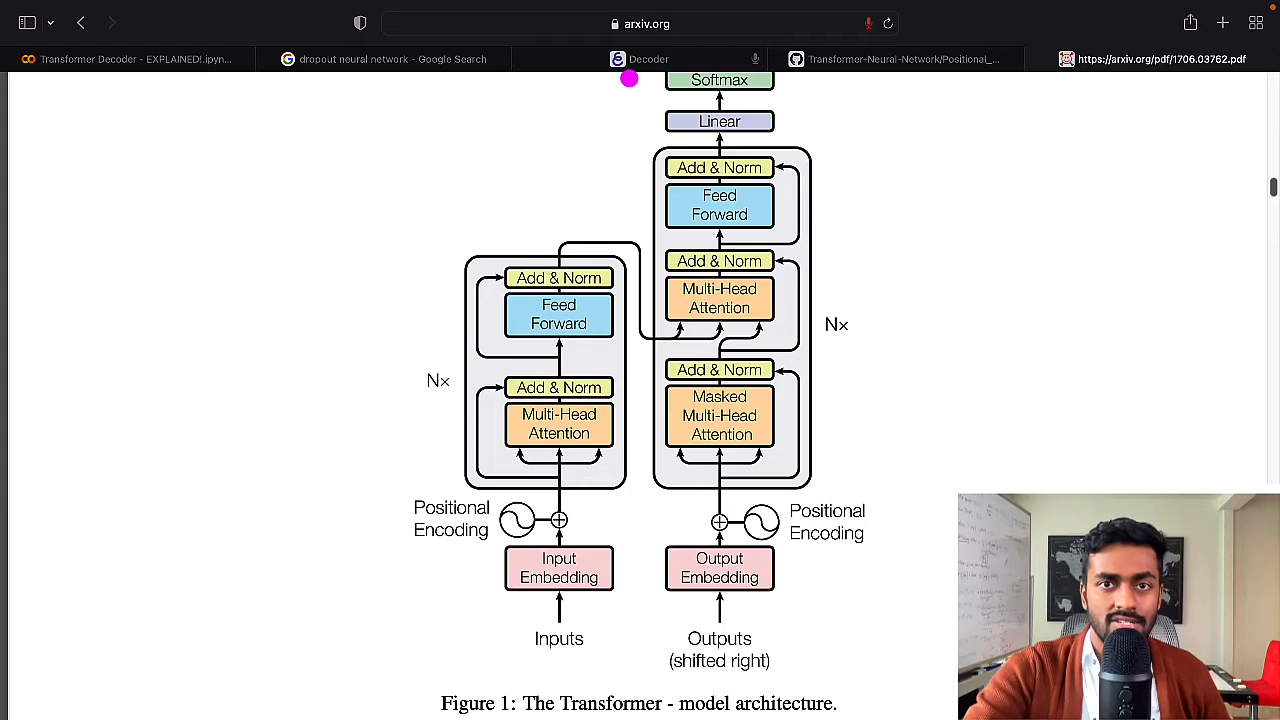 arxiv.org
Transformer Decoder - EXPLAINED!.ipyn...
dropout neural network - Google Search
Decoder
Transformer-Neural-Network/Positional_...
https://arxiv.org/pdf/1706.03762.pdf
Softmax
Linear
Add & Norm
Feed
Forward
Add & Norm
Multi-Head
Attention
Nx
Add & Norm
Masked
Multi-Head
Attention
Add & Norm
Feed
Forward
Nx
Add & Norm
Multi-Head
Attention
Positional
Encoding
Positional
Encoding
Input
Embedding
Output
Embedding
Inputs
Outputs
(shifted right)
Figure 1: The Transformer - model architecture.